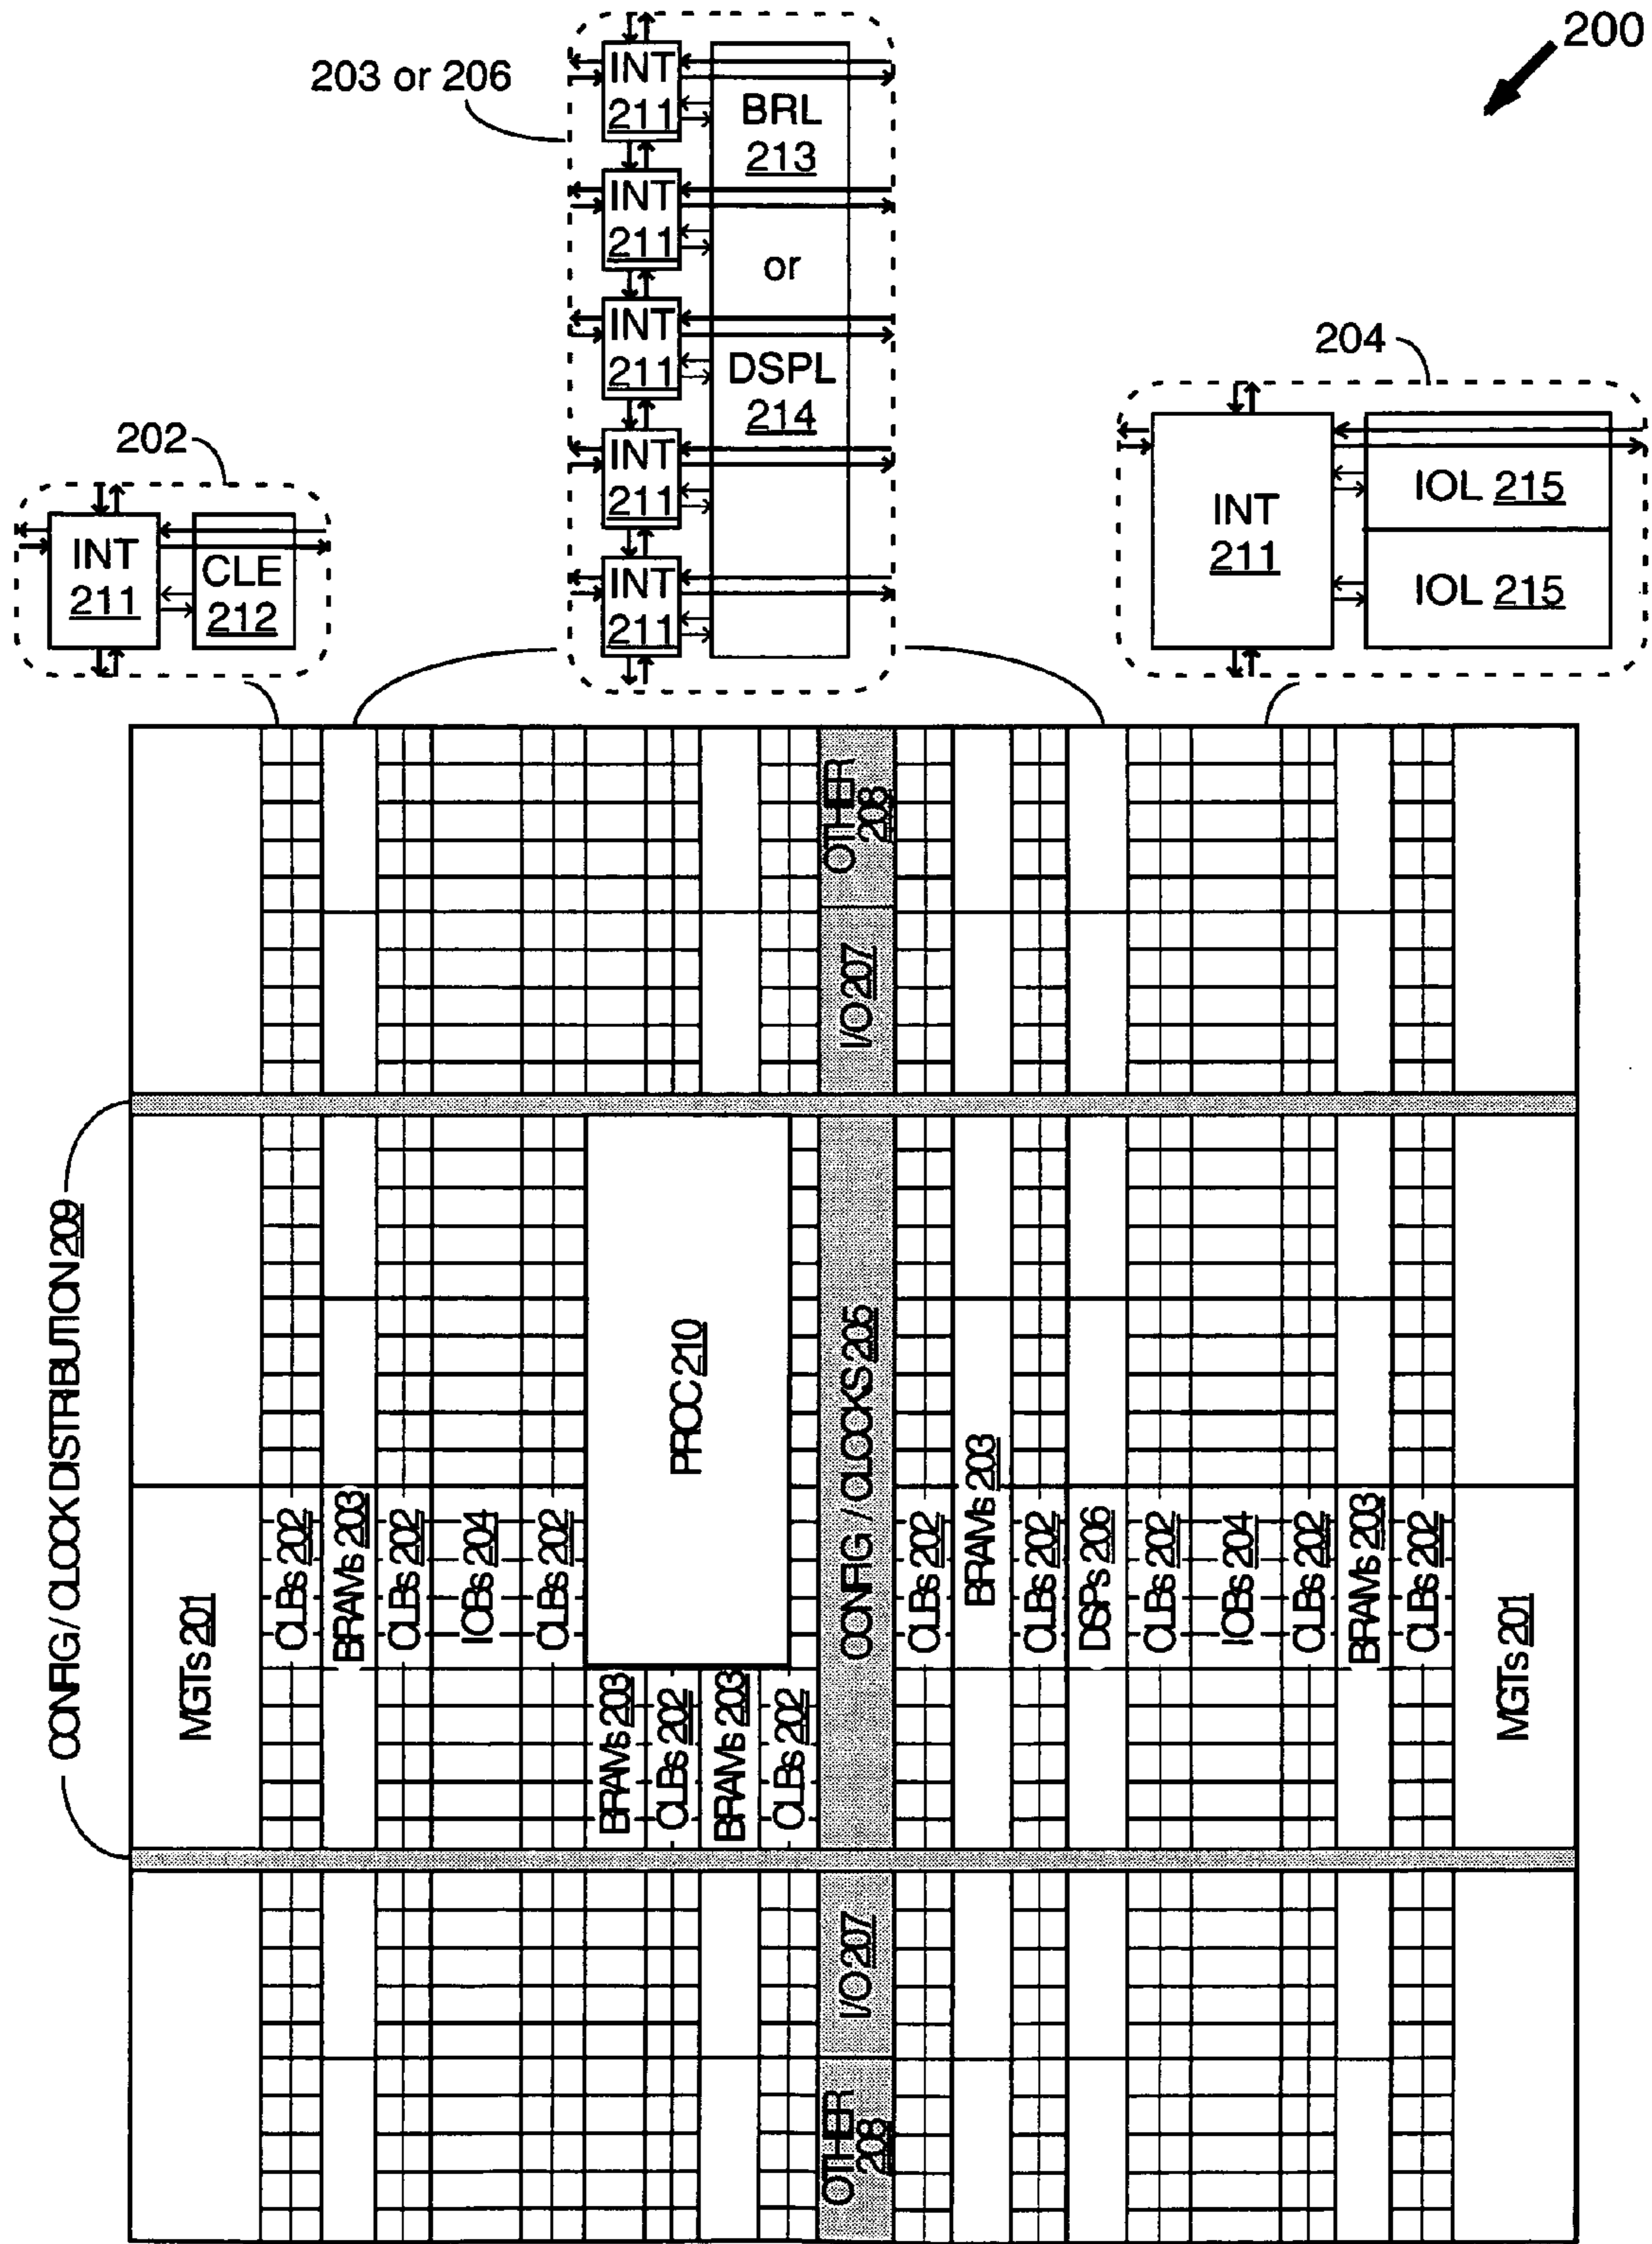 200
203 or 206
INT
211
INT
211
INT
211
INT
211
INT
211
BRL
213
or
DSPL
214
204
INT
211
IOL 215
IOL 215
202
INT
211
CLE
212
OTHER
208
I/O 207
CONFIG / CLOCK DISTRIBUTION 209
PROC 210
CONFIG / CLOCKS 205
MGTs 201
CLBs 202
BRAMs 203
CLBs 202
IOBs 204
CLBs 202
BRAMs 203
CLBs 202
BRAMs 203
CLBs 202
CLBs 202
BRAMs 203
CLBs 202
DSPs 206
CLBs 202
IOBs 204
CLBs 202
BRAMs 203
CLBs 202
MGTs 201
I/O 207
OTHER
208